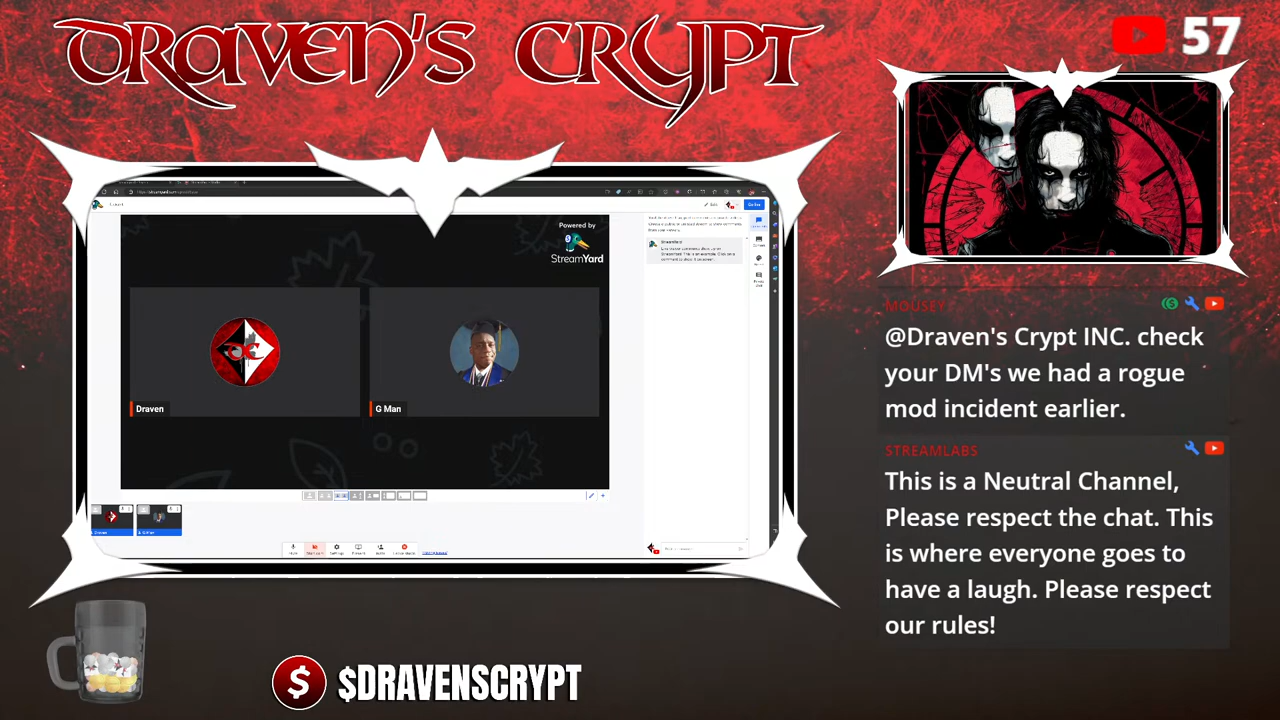 DRAVEN'S CRYPT
57
Powered by
StreamYard
Draven
G Man
MOUSEY
@Draven's Crypt INC. check
your DM's we had a rogue
mod incident earlier.
STREAMLABS
This is a Neutral Channel,
Please respect the chat. This
is where everyone goes to
have a laugh. Please respect
our rules!
$
$DRAVENSCRYPT